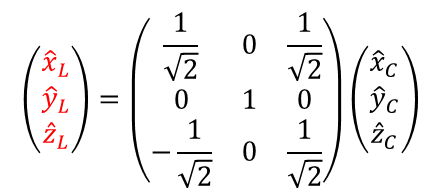 (x̂_L ŷ_L ẑ_L) = (1/√2 0 1/√2
0 1 0
−1/√2 0 1/√2) (x̂_C ŷ_C ẑ_C)